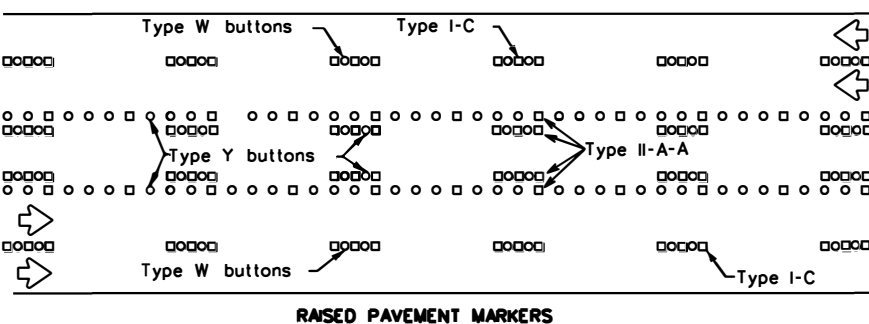 Type W buttons Type I-C
Type Y buttons Type II-A-A
Type W buttons Type I-C
RAISED PAVEMENT MARKERS